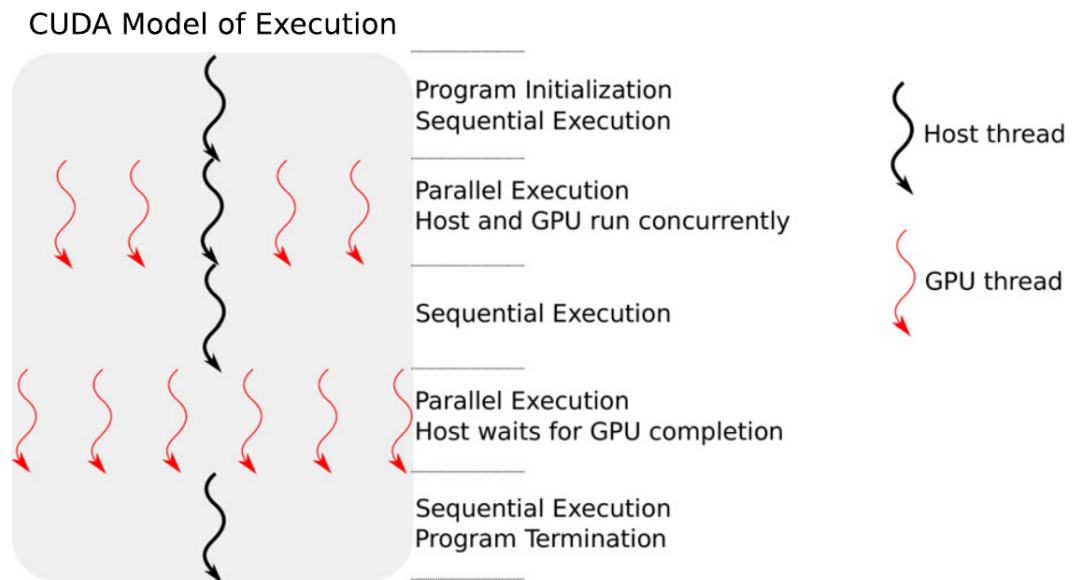 CUDA Model of Execution
Program Initialization
Sequential Execution
Parallel Execution
Host and GPU run concurrently
Sequential Execution
Parallel Execution
Host waits for GPU completion
Sequential Execution
Program Termination
Host thread
GPU thread